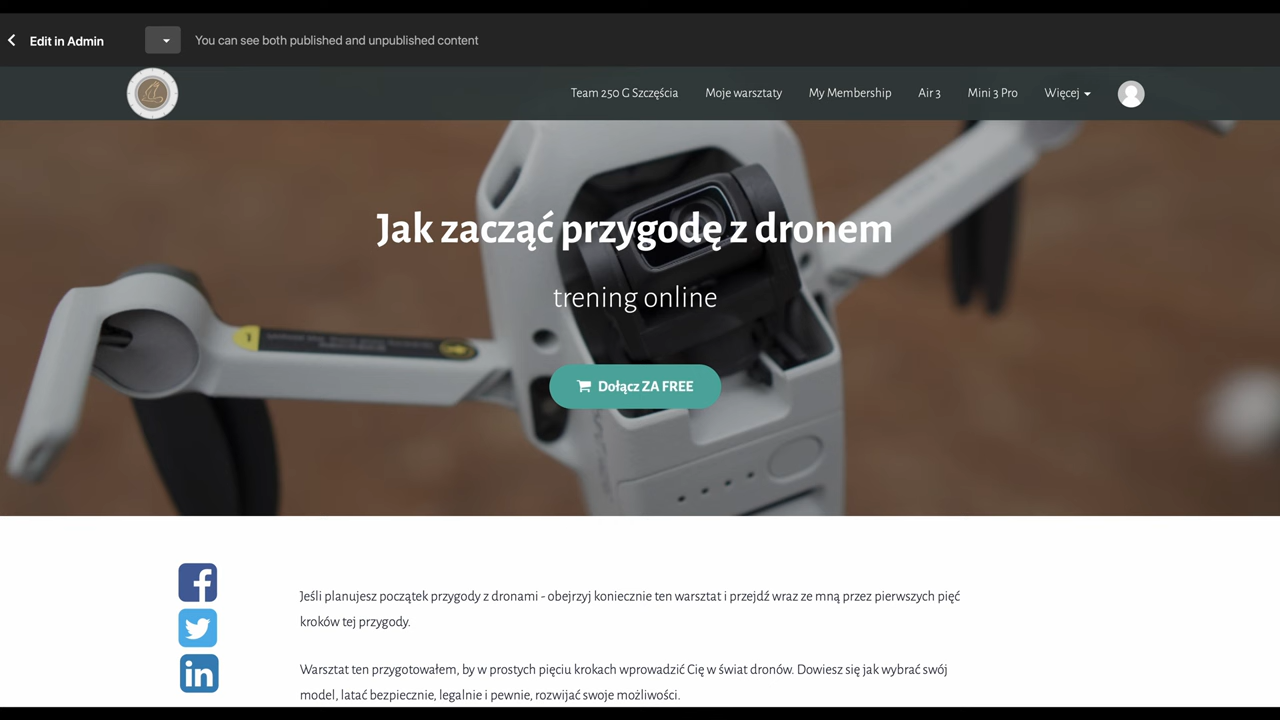 Edit in Admin
You can see both published and unpublished content
Team 250 G Szczęścia
Moje warsztaty
My Membership
Air 3
Mini 3 Pro
Więcej
Jak zacząć przygodę z dronem
trening online
Dołącz ZA FREE
Jeśli planujesz początek przygody z dronami - obejrzyj koniecznie ten warsztat i przejdź wraz ze mną przez pierwszych pięć
kroków tej przygody.
Warsztat ten przygotowałem, by w prostych pięciu krokach wprowadzić Cię w świat dronów. Dowiesz się jak wybrać swój
model, latać bezpiecznie, legalnie i pewnie, rozwijać swoje możliwości.